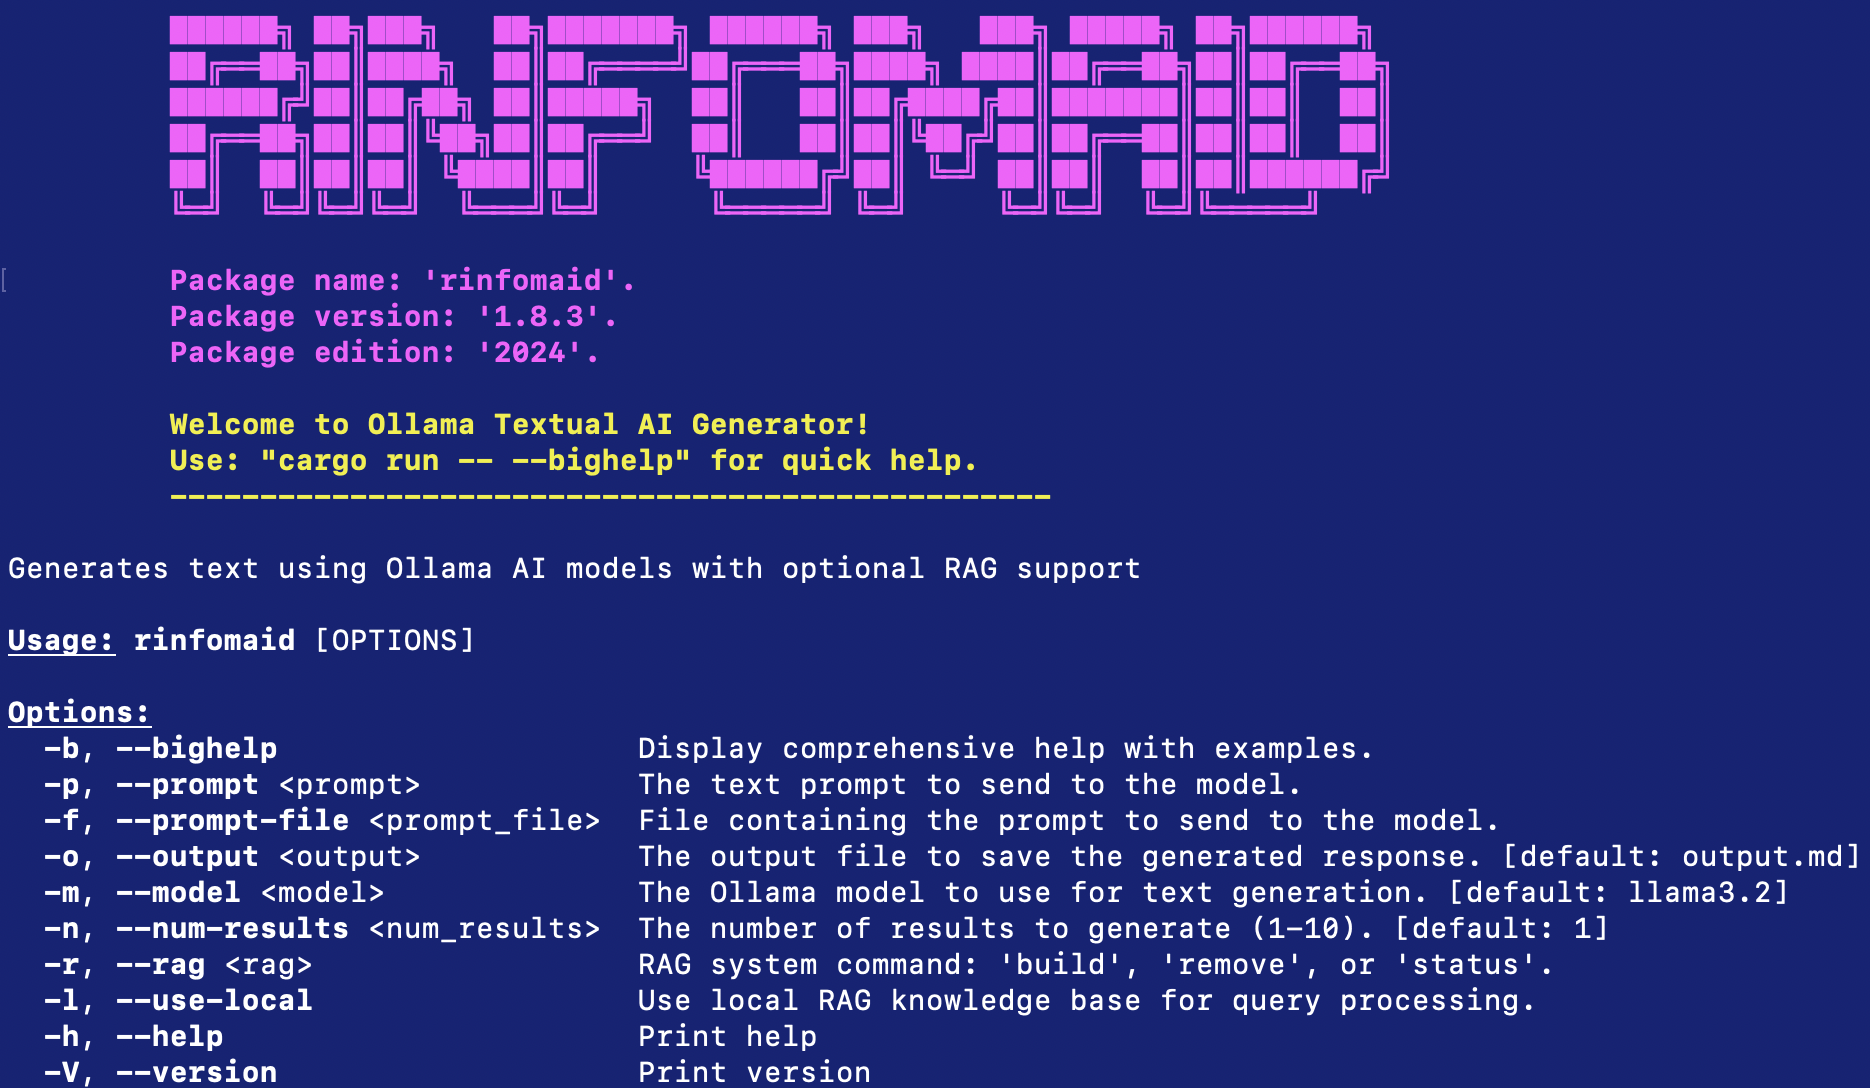 RINFOMAID
Package name: 'rinfomaid'.
Package version: '1.8.3'.
Package edition: '2024'.
Welcome to Ollama Textual AI Generator!
Use: "cargo run -- --bighelp" for quick help.
-------------------------------------------------
Generates text using Ollama AI models with optional RAG support
Usage: rinfomaid [OPTIONS]
Options:
-b, --bighelp Display comprehensive help with examples.
-p, --prompt <prompt> The text prompt to send to the model.
-f, --prompt-file <prompt_file> File containing the prompt to send to the model.
-o, --output <output> The output file to save the generated response. [default: output.md]
-m, --model <model> The Ollama model to use for text generation. [default: llama3.2]
-n, --num-results <num_results> The number of results to generate (1-10). [default: 1]
-r, --rag <rag> RAG system command: 'build', 'remove', or 'status'.
-l, --use-local Use local RAG knowledge base for query processing.
-h, --help Print help
-V, --version Print version